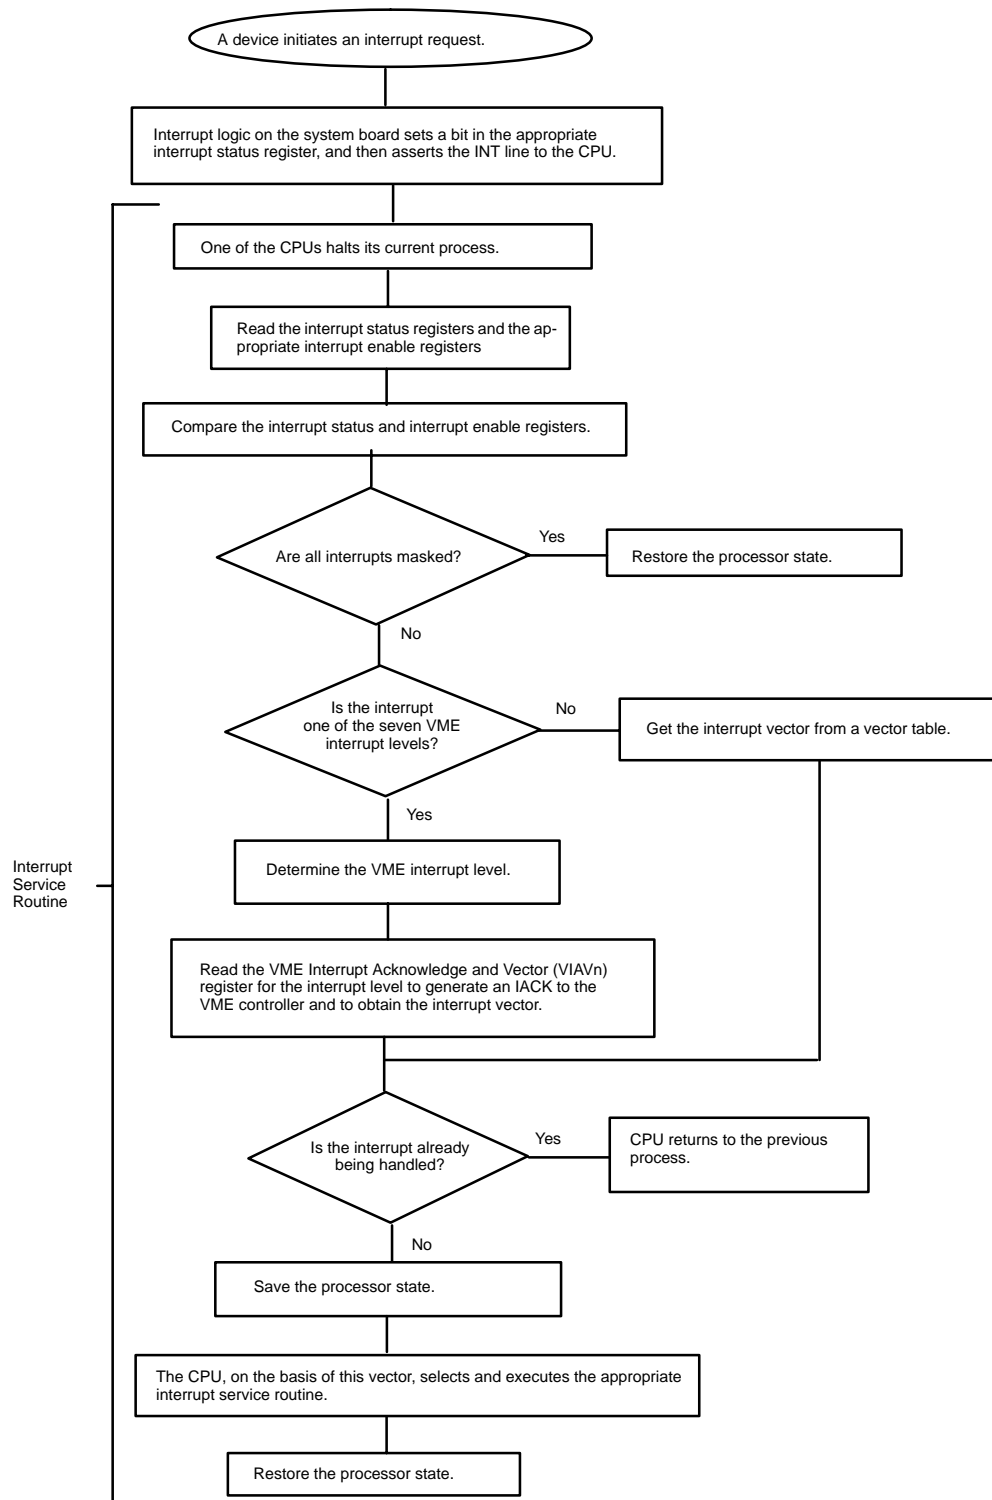 A device initiates an interrupt request.
Interrupt logic on the system board sets a bit in the appropriate
interrupt status register, and then asserts the INT line to the CPU.
One of the CPUs halts its current process.
Read the interrupt status registers and the ap-
propriate interrupt enable registers
Compare the interrupt status and interrupt enable registers.
Are all interrupts masked?
Yes
Restore the processor state.
No
Is the interrupt
one of the seven VME
interrupt levels?
No
Get the interrupt vector from a vector table.
Yes
Determine the VME interrupt level.
Interrupt
Service
Routine
Read the VME Interrupt Acknowledge and Vector (VIAVn)
register for the interrupt level to generate an IACK to the
VME controller and to obtain the interrupt vector.
Is the interrupt already
being handled?
Yes
CPU returns to the previous
process.
No
Save the processor state.
The CPU, on the basis of this vector, selects and executes the appropriate
interrupt service routine.
Restore the processor state.